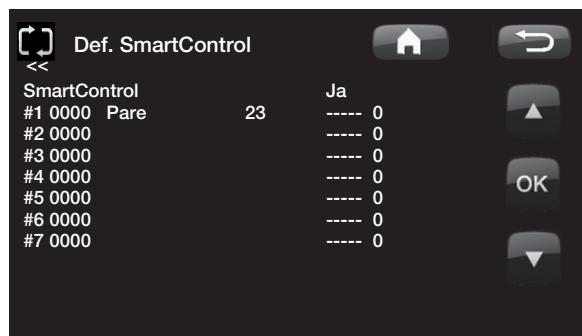 Def. SmartControl
<<
SmartControl Ja
#1 0000 Pare 23 ----- 0
#2 0000 ----- 0
#3 0000 ----- 0
#4 0000 ----- 0
#5 0000 ----- 0
#6 0000 ----- 0
#7 0000 ----- 0
OK